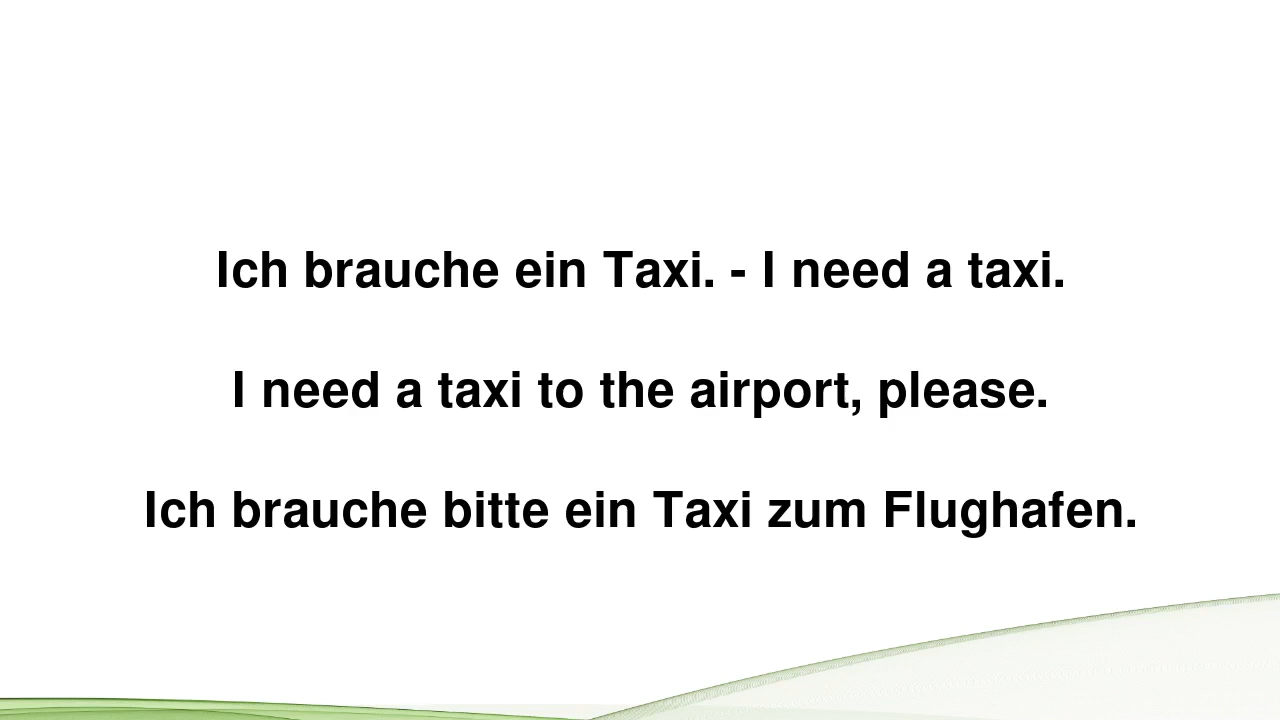 Ich brauche ein Taxi. - I need a taxi.
I need a taxi to the airport, please.
Ich brauche bitte ein Taxi zum Flughafen.